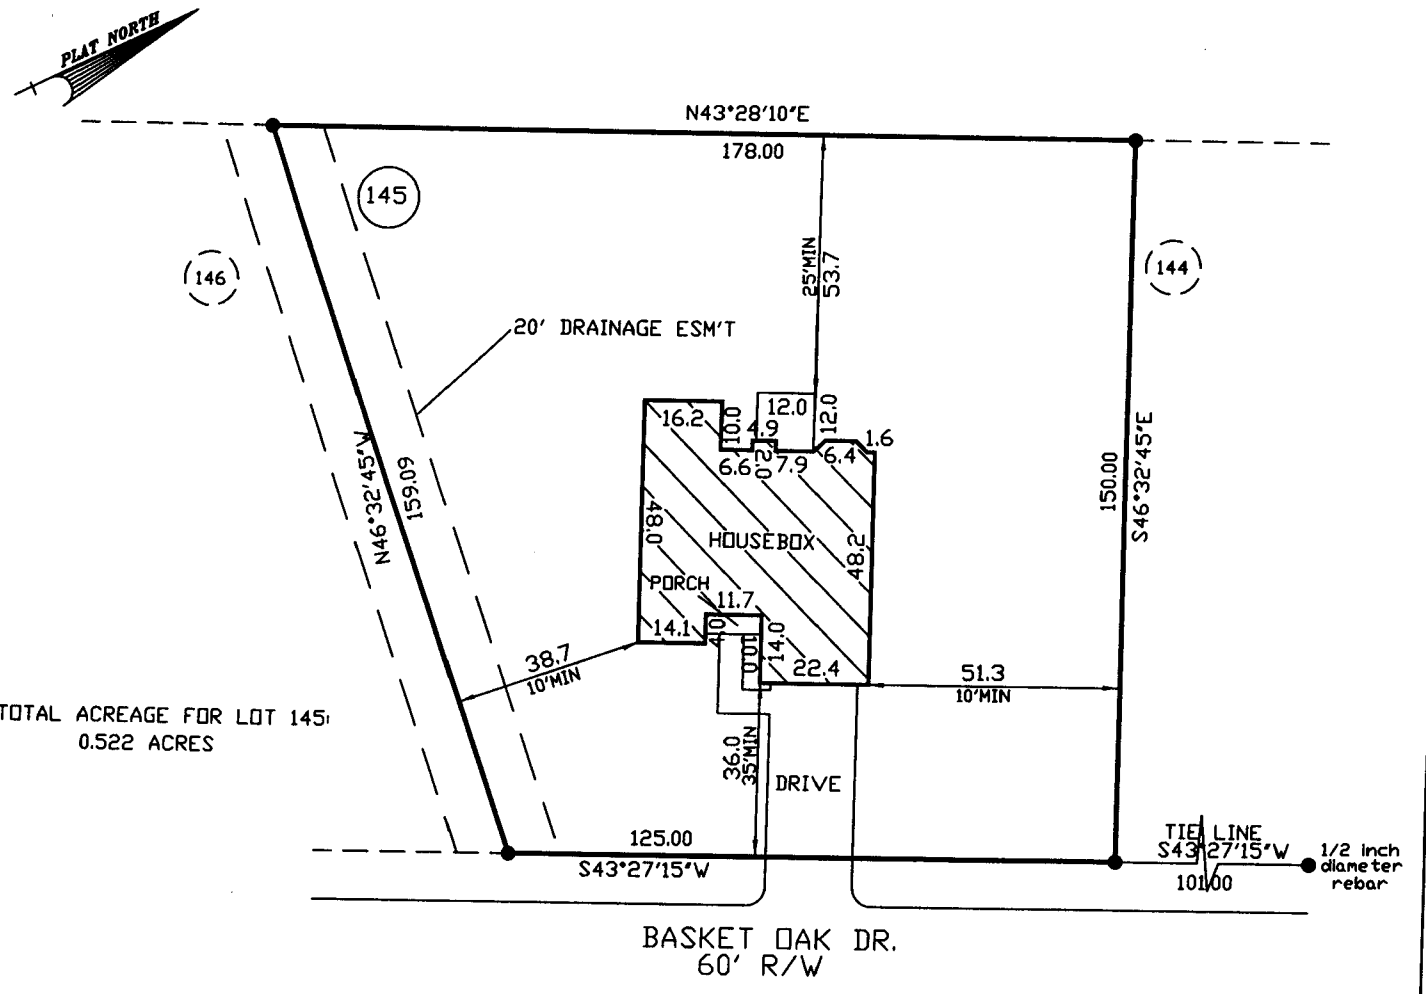 PLAT NORTH
N43°28'10"E
178.00
145
146
144
25'MIN
53.7
20' DRAINAGE ESM'T
N46°32'45"W
159.09
150.00
S46°32'45"E
16.2
10.0
4.9
12.0
12.0
1.6
6.6
2.0
7.9
6.4
48.0
HOUSEBOX
48.2
PORCH
11.7
14.1
4.0
10.0
14.0
22.4
38.7
10'MIN
51.3
10'MIN
TOTAL ACREAGE FOR LOT 145:
0.522 ACRES
36.0
35'MIN
DRIVE
125.00
S43°27'15"W
TIE LINE
S43°27'15"W
101.00
1/2 inch
diameter
rebar
BASKET OAK DR.
60' R/W